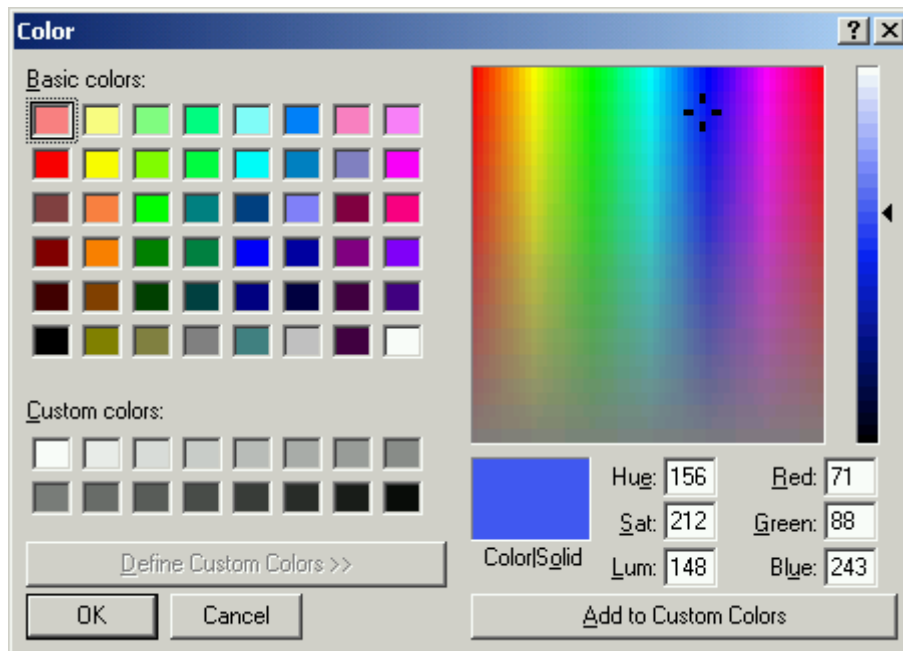 Color
Basic colors:
Custom colors:
Define Custom Colors >>
OK Cancel
Color|Solid
Hue: 156 Red: 71
Sat: 212 Green: 88
Lum: 148 Blue: 243
Add to Custom Colors